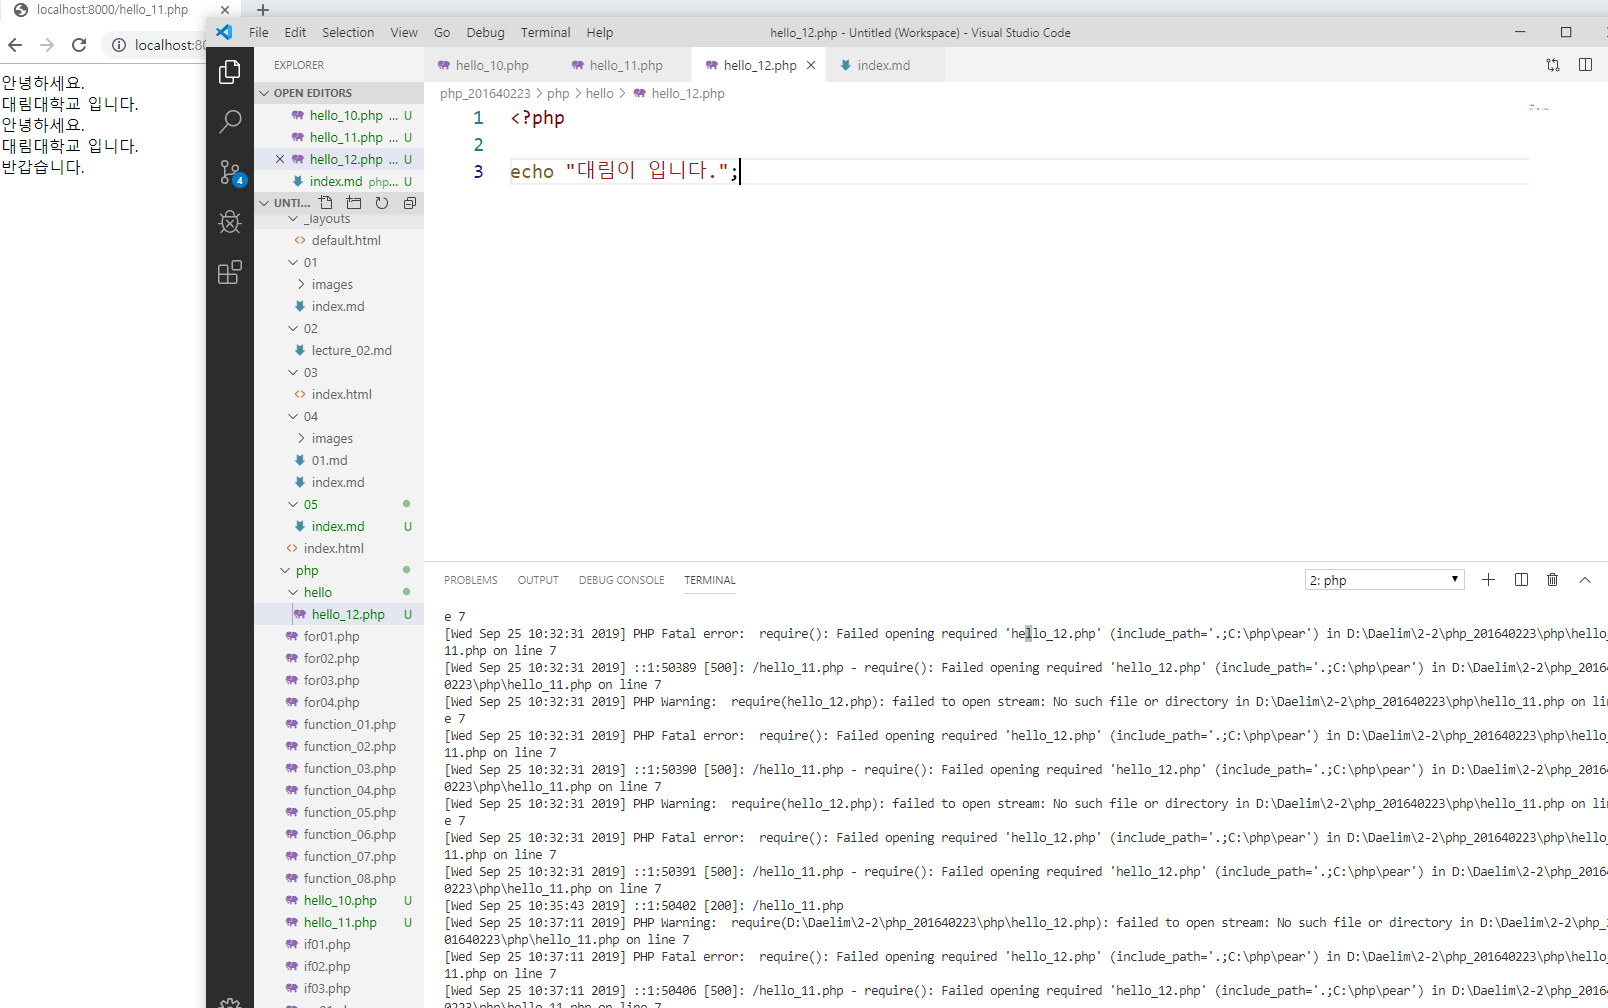 localhost:8000/hello_11.php
localhost:80
안녕하세요.
대림대학교 입니다.
안녕하세요.
대림대학교 입니다.
반갑습니다.
File Edit Selection View Go Debug Terminal Help
hello_12.php - Untitled (Workspace) - Visual Studio Code
4
EXPLORER
OPEN EDITORS
hello_10.php ... U
hello_11.php ... U
hello_12.php ... U
index.md php... U
UNTI...
_layouts
default.html
01
images
index.md
02
lecture_02.md
03
index.html
04
images
01.md
index.md
05
index.md U
index.html
php
hello
hello_12.php U
for01.php
for02.php
for03.php
for04.php
function_01.php
function_02.php
function_03.php
function_04.php
function_05.php
function_06.php
function_07.php
function_08.php
hello_10.php U
hello_11.php U
if01.php
if02.php
if03.php
hello_10.php hello_11.php hello_12.php index.md
php_201640223 > php > hello > hello_12.php
1 <?php
2
3 echo "대림이 입니다.";
PROBLEMS OUTPUT DEBUG CONSOLE TERMINAL
2: php
e 7
[Wed Sep 25 10:32:31 2019] PHP Fatal error:  require(): Failed opening required 'hello_12.php' (include_path='.;C:\php\pear') in D:\Daelim\2-2\php_201640223\php\hello_
11.php on line 7
[Wed Sep 25 10:32:31 2019] ::1:50389 [500]: /hello_11.php - require(): Failed opening required 'hello_12.php' (include_path='.;C:\php\pear') in D:\Daelim\2-2\php_20164
0223\php\hello_11.php on line 7
[Wed Sep 25 10:32:31 2019] PHP Warning:  require(hello_12.php): failed to open stream: No such file or directory in D:\Daelim\2-2\php_201640223\php\hello_11.php on lin
e 7
[Wed Sep 25 10:32:31 2019] PHP Fatal error:  require(): Failed opening required 'hello_12.php' (include_path='.;C:\php\pear') in D:\Daelim\2-2\php_201640223\php\hello_
11.php on line 7
[Wed Sep 25 10:32:31 2019] ::1:50390 [500]: /hello_11.php - require(): Failed opening required 'hello_12.php' (include_path='.;C:\php\pear') in D:\Daelim\2-2\php_20164
0223\php\hello_11.php on line 7
[Wed Sep 25 10:32:31 2019] PHP Warning:  require(hello_12.php): failed to open stream: No such file or directory in D:\Daelim\2-2\php_201640223\php\hello_11.php on lin
e 7
[Wed Sep 25 10:32:31 2019] PHP Fatal error:  require(): Failed opening required 'hello_12.php' (include_path='.;C:\php\pear') in D:\Daelim\2-2\php_201640223\php\hello_
11.php on line 7
[Wed Sep 25 10:32:31 2019] ::1:50391 [500]: /hello_11.php - require(): Failed opening required 'hello_12.php' (include_path='.;C:\php\pear') in D:\Daelim\2-2\php_20164
0223\php\hello_11.php on line 7
[Wed Sep 25 10:35:43 2019] ::1:50402 [200]: /hello_11.php
[Wed Sep 25 10:37:11 2019] PHP Warning:  require(D:\Daelim\2-2\php_201640223\php\hello_12.php): failed to open stream: No such file or directory in D:\Daelim\2-2\php_2
01640223\php\hello_11.php on line 7
[Wed Sep 25 10:37:11 2019] PHP Fatal error:  require(): Failed opening required 'hello_12.php' (include_path='.;C:\php\pear') in D:\Daelim\2-2\php_201640223\php\hello_
11.php on line 7
[Wed Sep 25 10:37:11 2019] ::1:50406 [500]: /hello_11.php - require(): Failed opening required 'hello_12.php' (include_path='.;C:\php\pear') in D:\Daelim\2-2\php_20164
0223\php\hello_11.php on line 7